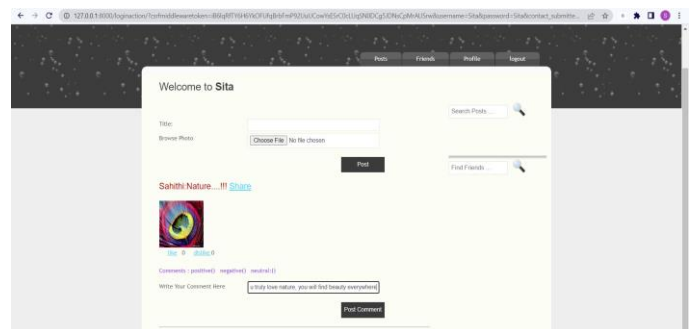 127.0.0.1:8000/loginaction/?csrfmiddlewaretoken=
Posts Friends Profile logout
Welcome to Sita
Search Posts ...
Title:
Browse Photo
Choose File No file chosen
Post
Find Friends ...
Sahithi:Nature....!!! Share
like 0 dislike 0
Comments : positive() negative() neutral:()
Write Your Comment Here
u truly love nature, you will find beauty everywhere
Post Comment